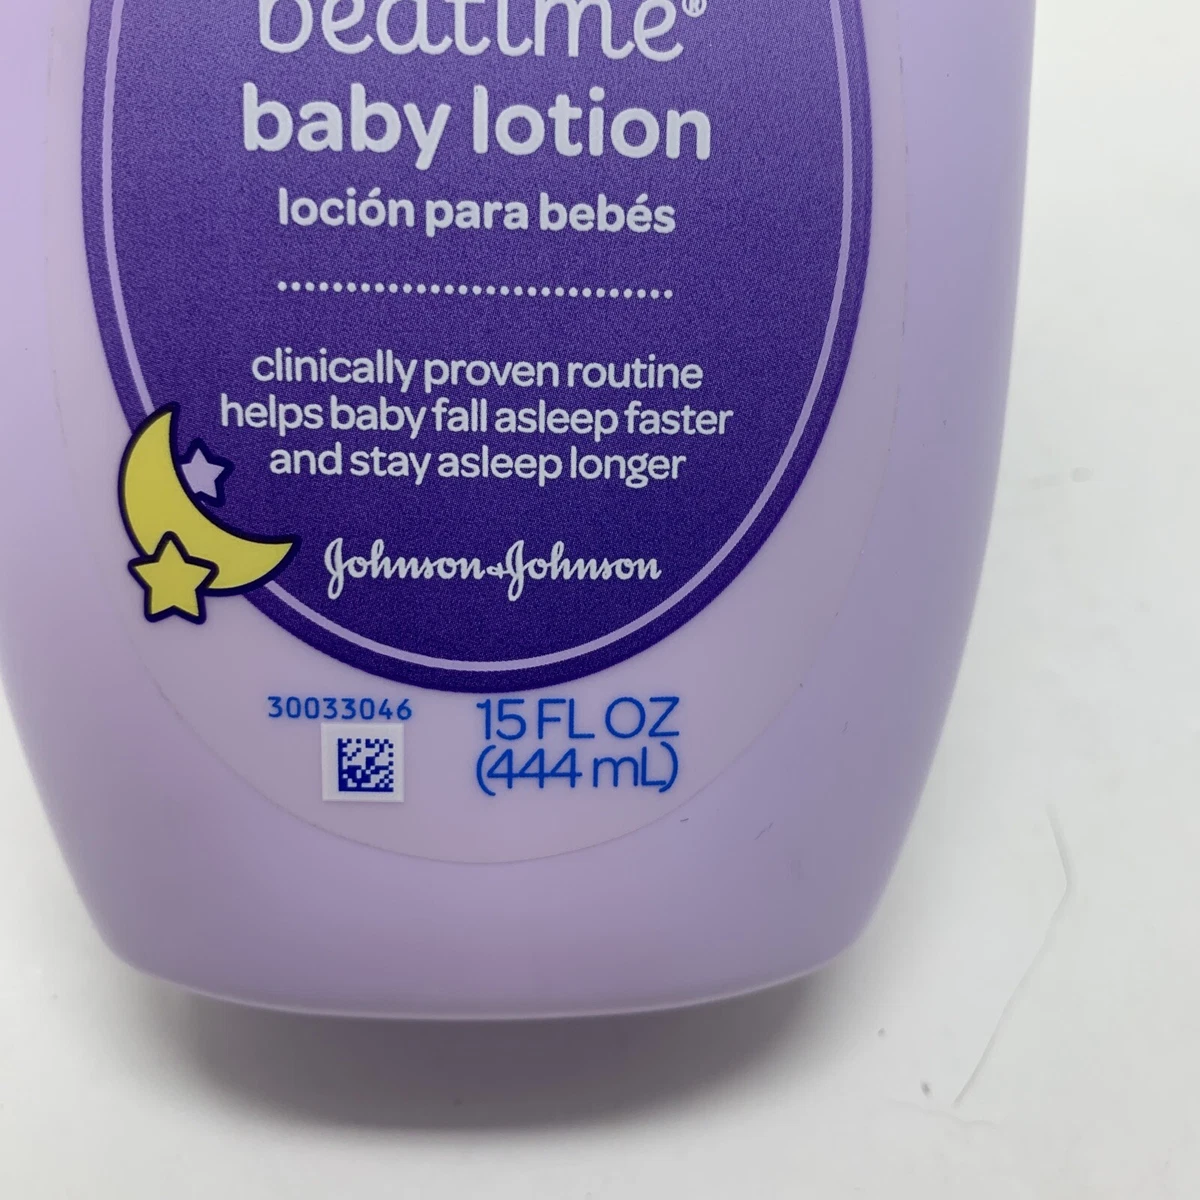 bedtime®
baby lotion
loción para bebés
clinically proven routine
helps baby fall asleep faster
and stay asleep longer
Johnson & Johnson
30033046
15 FL OZ
(444 mL)